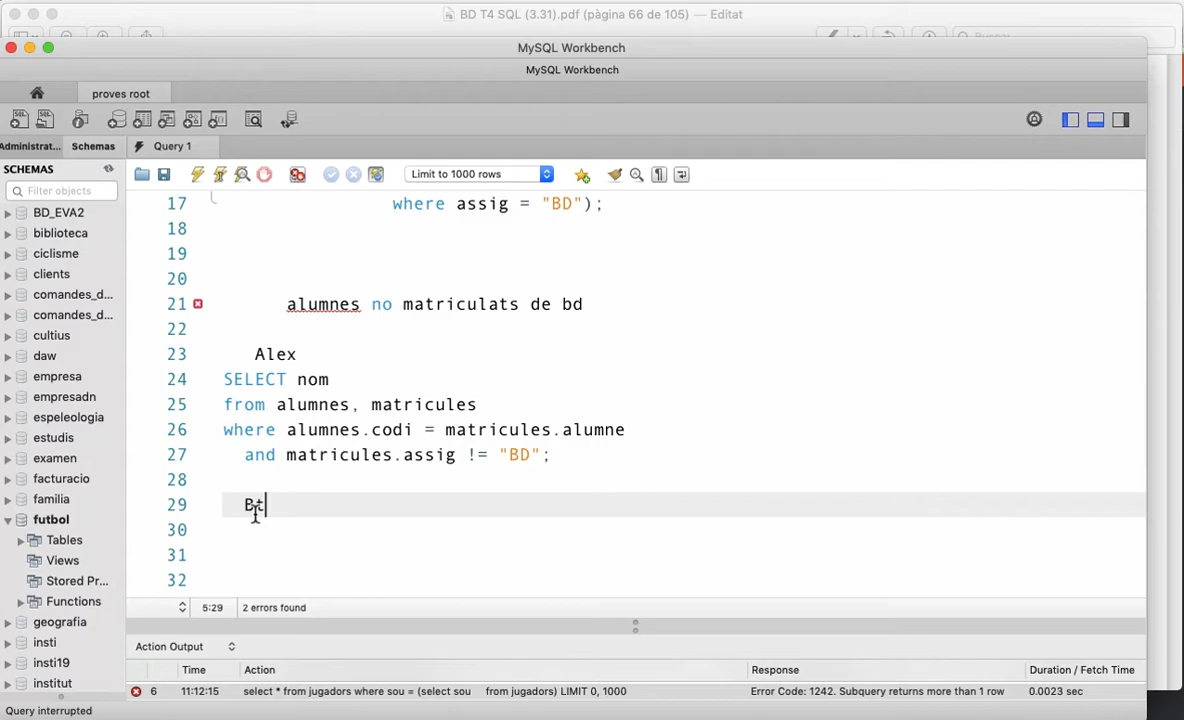 BD T4 SQL (3.31).pdf (pàgina 66 de 105) — Editat
MySQL Workbench
MySQL Workbench
proves root
Administrat... Schemas Query 1
SCHEMAS
Limit to 1000 rows
Filter objects
BD_EVA2
biblioteca
ciclisme
clients
comandes_d...
comandes_d...
cultius
daw
empresa
empresadn
espeleologia
estudis
examen
facturacio
familia
futbol
Tables
Views
Stored Pr...
Functions
geografia
insti
insti19
institut
17 where assig = "BD");
18
19
20
21 alumnes no matriculats de bd
22
23 Alex
24 SELECT nom
25 from alumnes, matricules
26 where alumnes.codi = matricules.alumne
27 and matricules.assig != "BD";
28
29 Bt
30
31
32
5:29 2 errors found
Action Output
Time Action Response Duration / Fetch Time
6 11:12:15 select * from jugadors where sou = (select sou from jugadors) LIMIT 0, 1000 Error Code: 1242. Subquery returns more than 1 row 0.0023 sec
Query interrupted